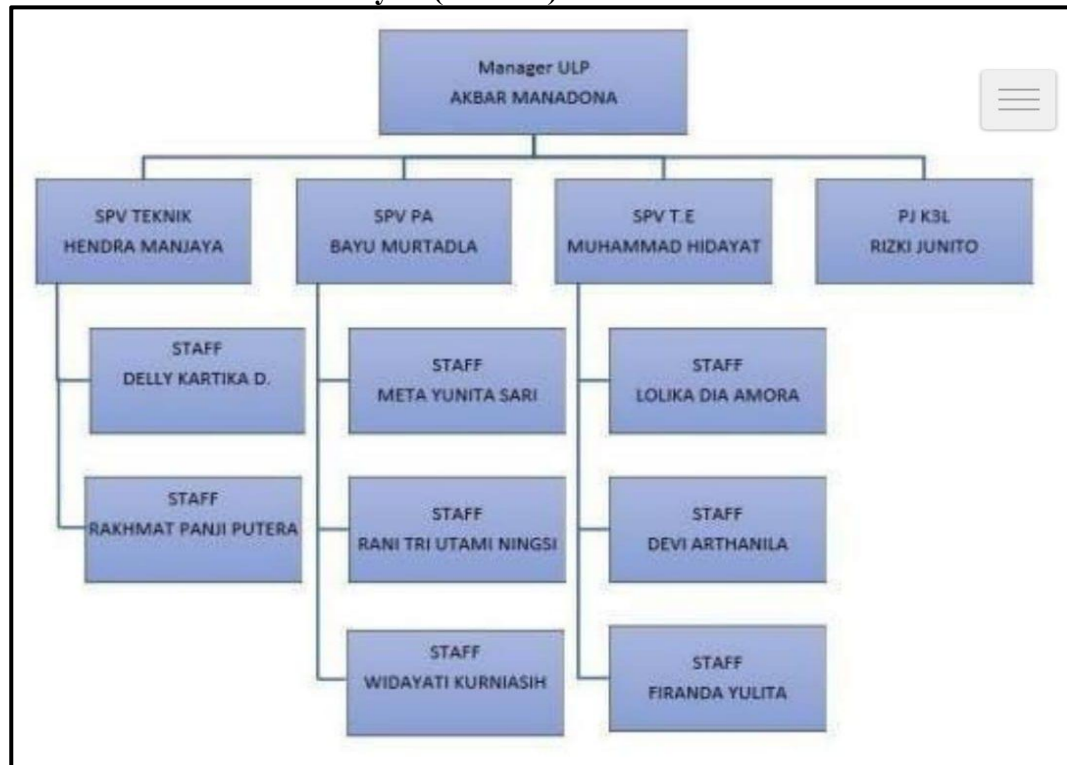 Manager ULP
AKBAR MANADONA
SPV TEKNIK
HENDRA MANJAYA
SPV PA
BAYU MURTADLA
SPV T.E
MUHAMMAD HIDAYAT
PJ K3L
RIZKI JUNITO
STAFF
DELLY KARTIKA D.
STAFF
META YUNITA SARI
STAFF
LOLIKA DIA AMORA
STAFF
RAKHMAT PANJI PUTERA
STAFF
RANI TRI UTAMI NINGSI
STAFF
DEVI ARTHANILA
STAFF
WIDAYATI KURNIASIH
STAFF
FIRANDA YULITA